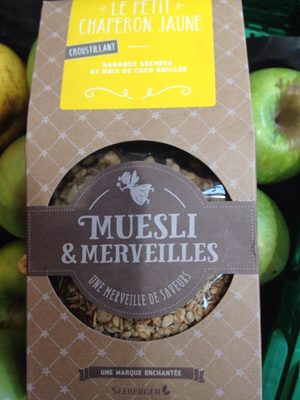 LE PETIT
CHAPERON JAUNE
CROUSTILLANT
BANANES SÉCHÉES
ET NOIX DE COCO GRILLÉE
MUESLI
& MERVEILLES
UNE MERVEILLE DE SAVEURS
UNE MARQUE ENCHANTÉE
SEEBERGER